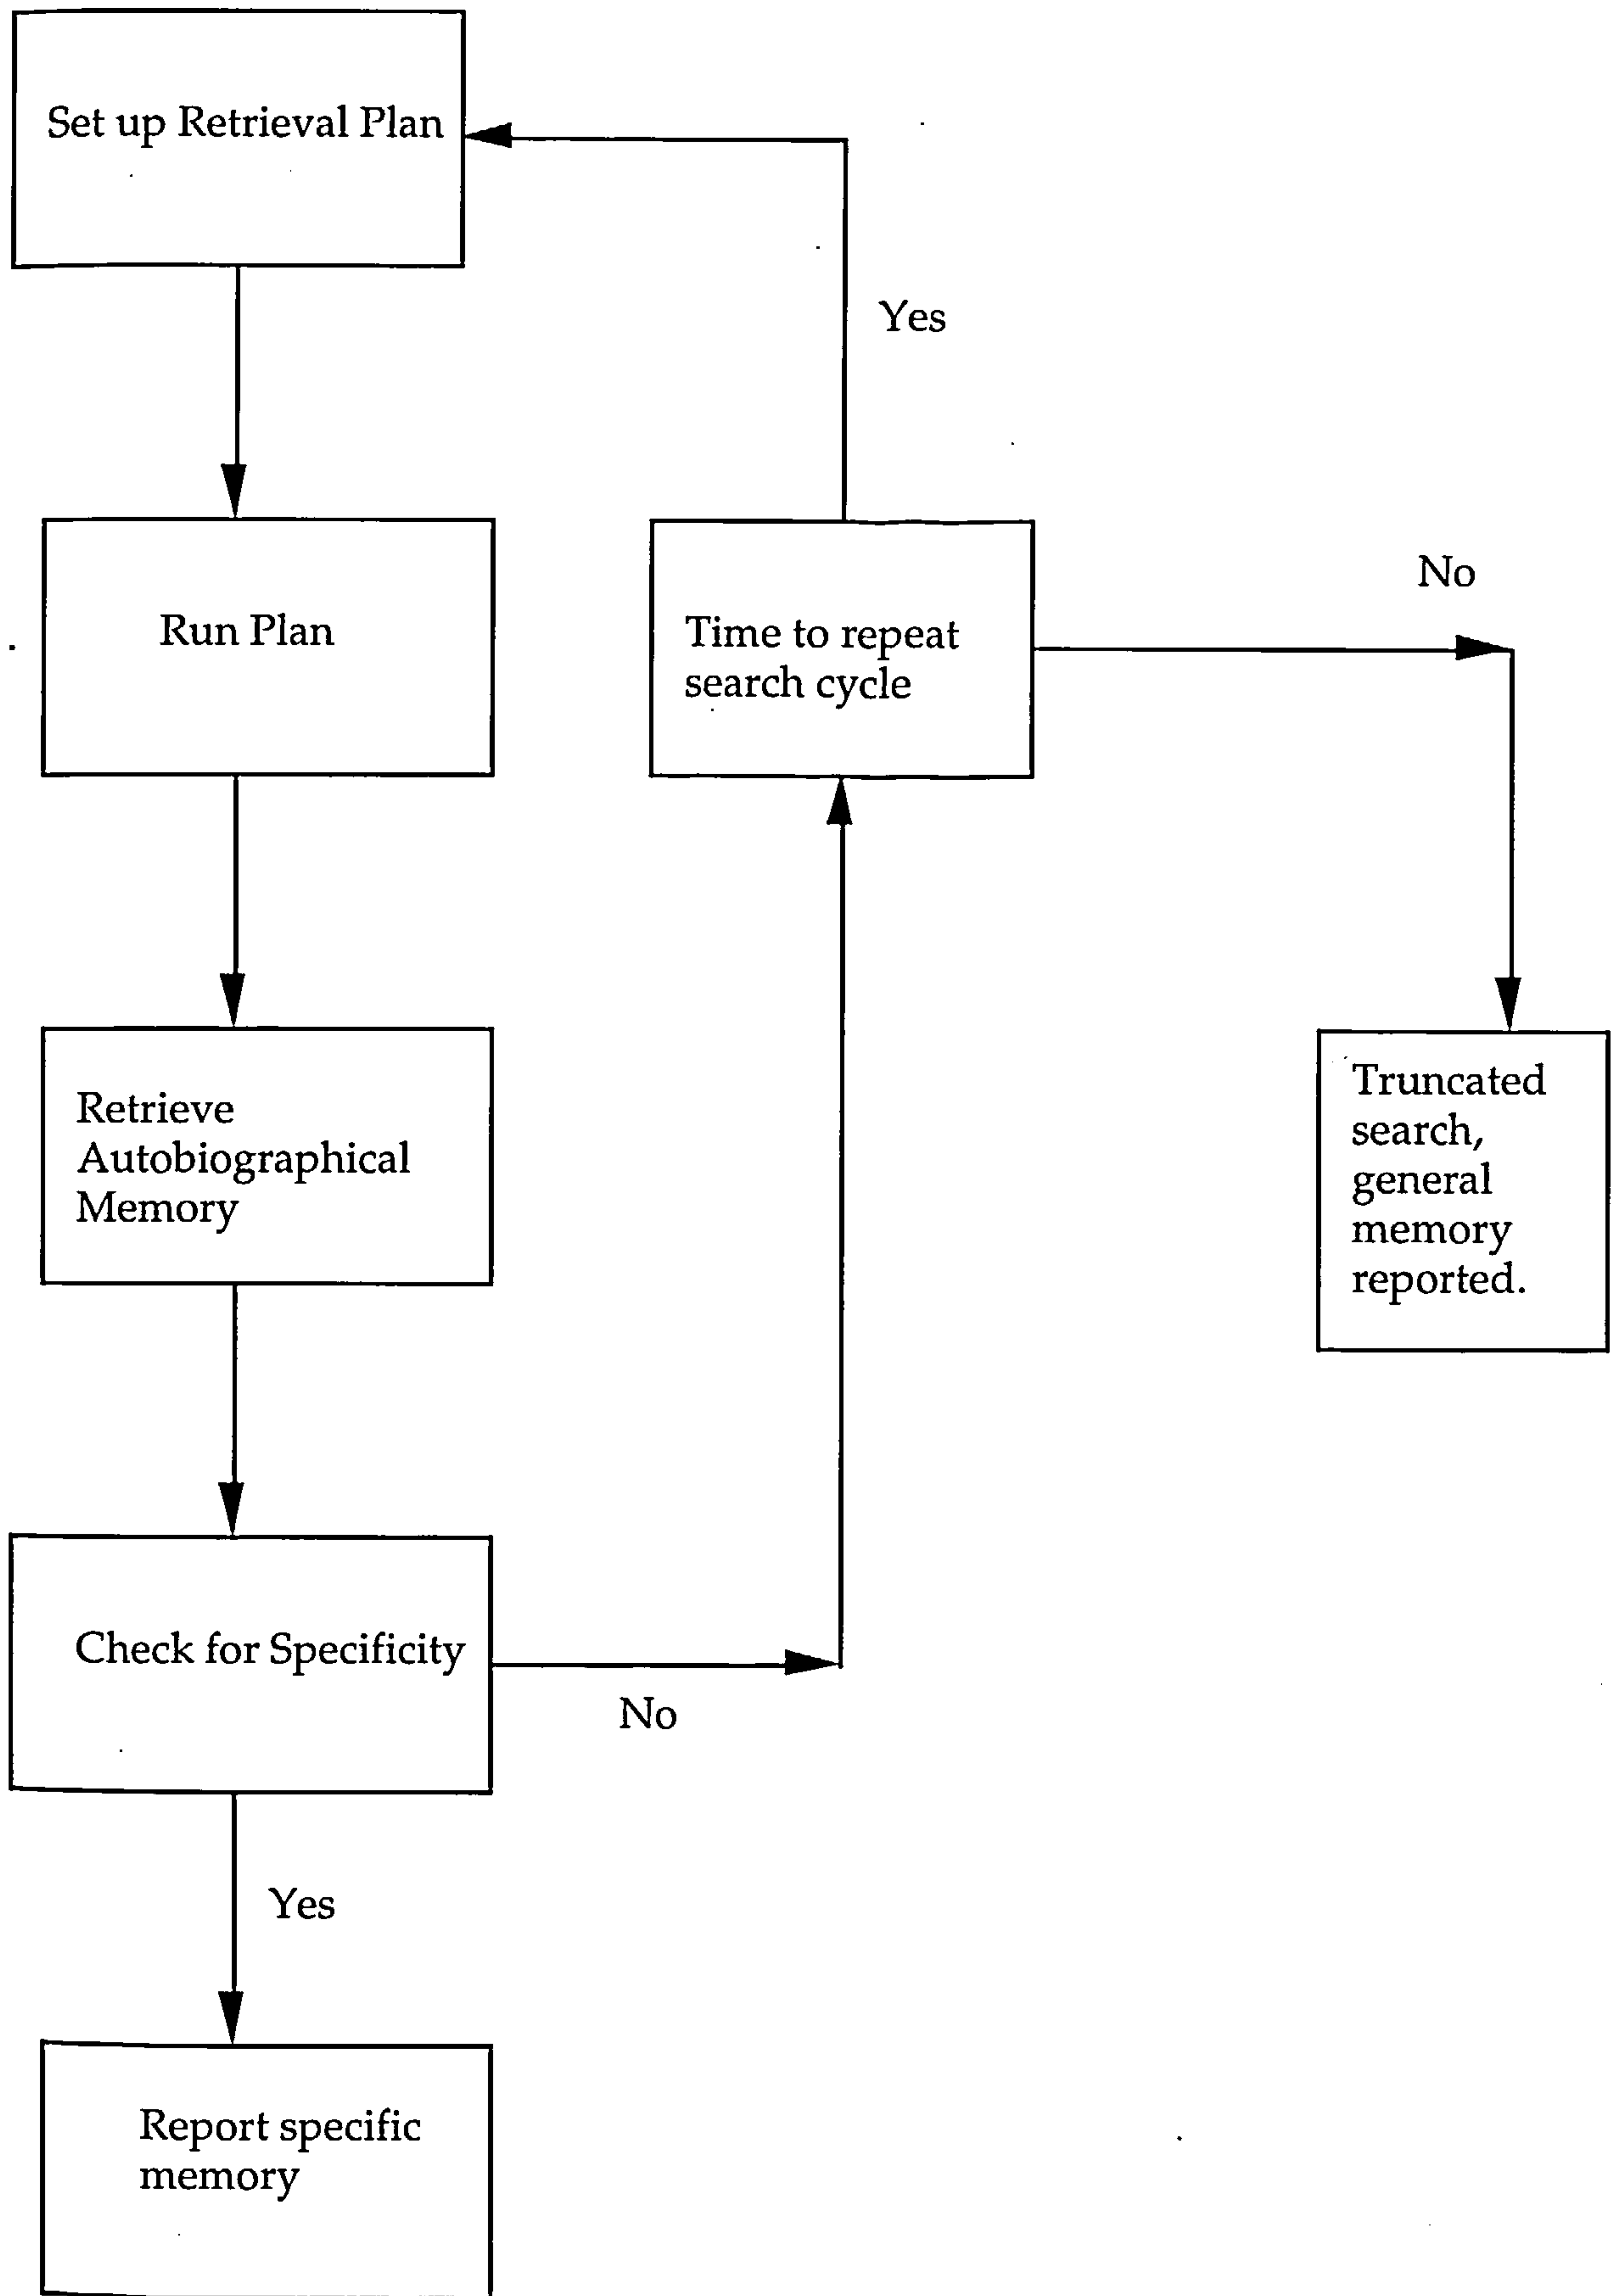 Set up Retrieval Plan
Yes
No
Run Plan
Time to repeat
search cycle
Retrieve
Autobiographical
Memory
Truncated
search,
general
memory
reported.
Check for Specificity
No
Yes
Report specific
memory